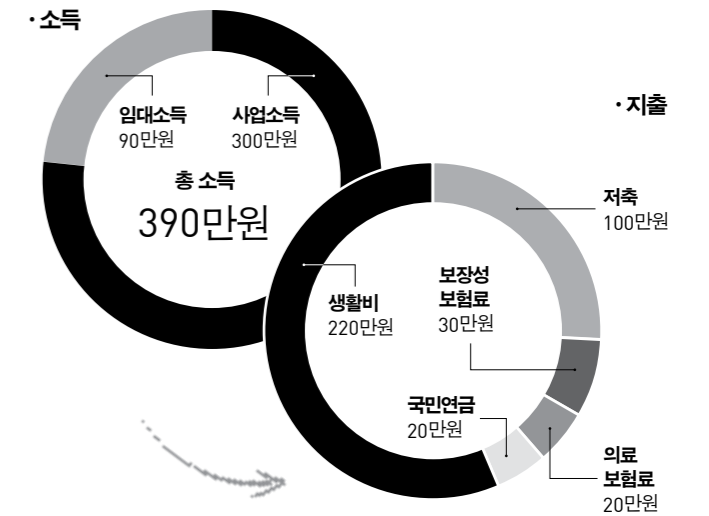 · 소득
임대소득
90만원
사업소득
300만원
총 소득
390만원
· 지출
저축
100만원
생활비
220만원
보장성
보험료
30만원
국민연금
20만원
의료
보험료
20만원